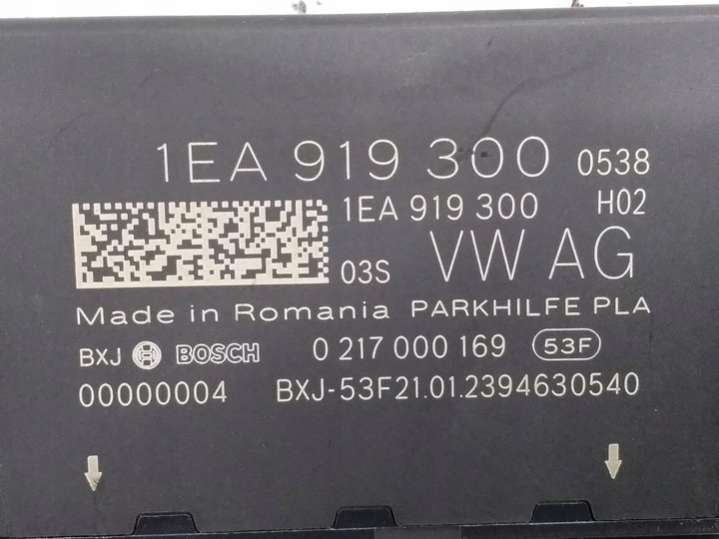 1EA 919 300 0538
1EA 919 300 H02
03S VW AG
Made in Romania PARKHILFE PLA
BXJ BOSCH 0 217 000 169 53F
00000004 BXJ-53F21.01.2394630540